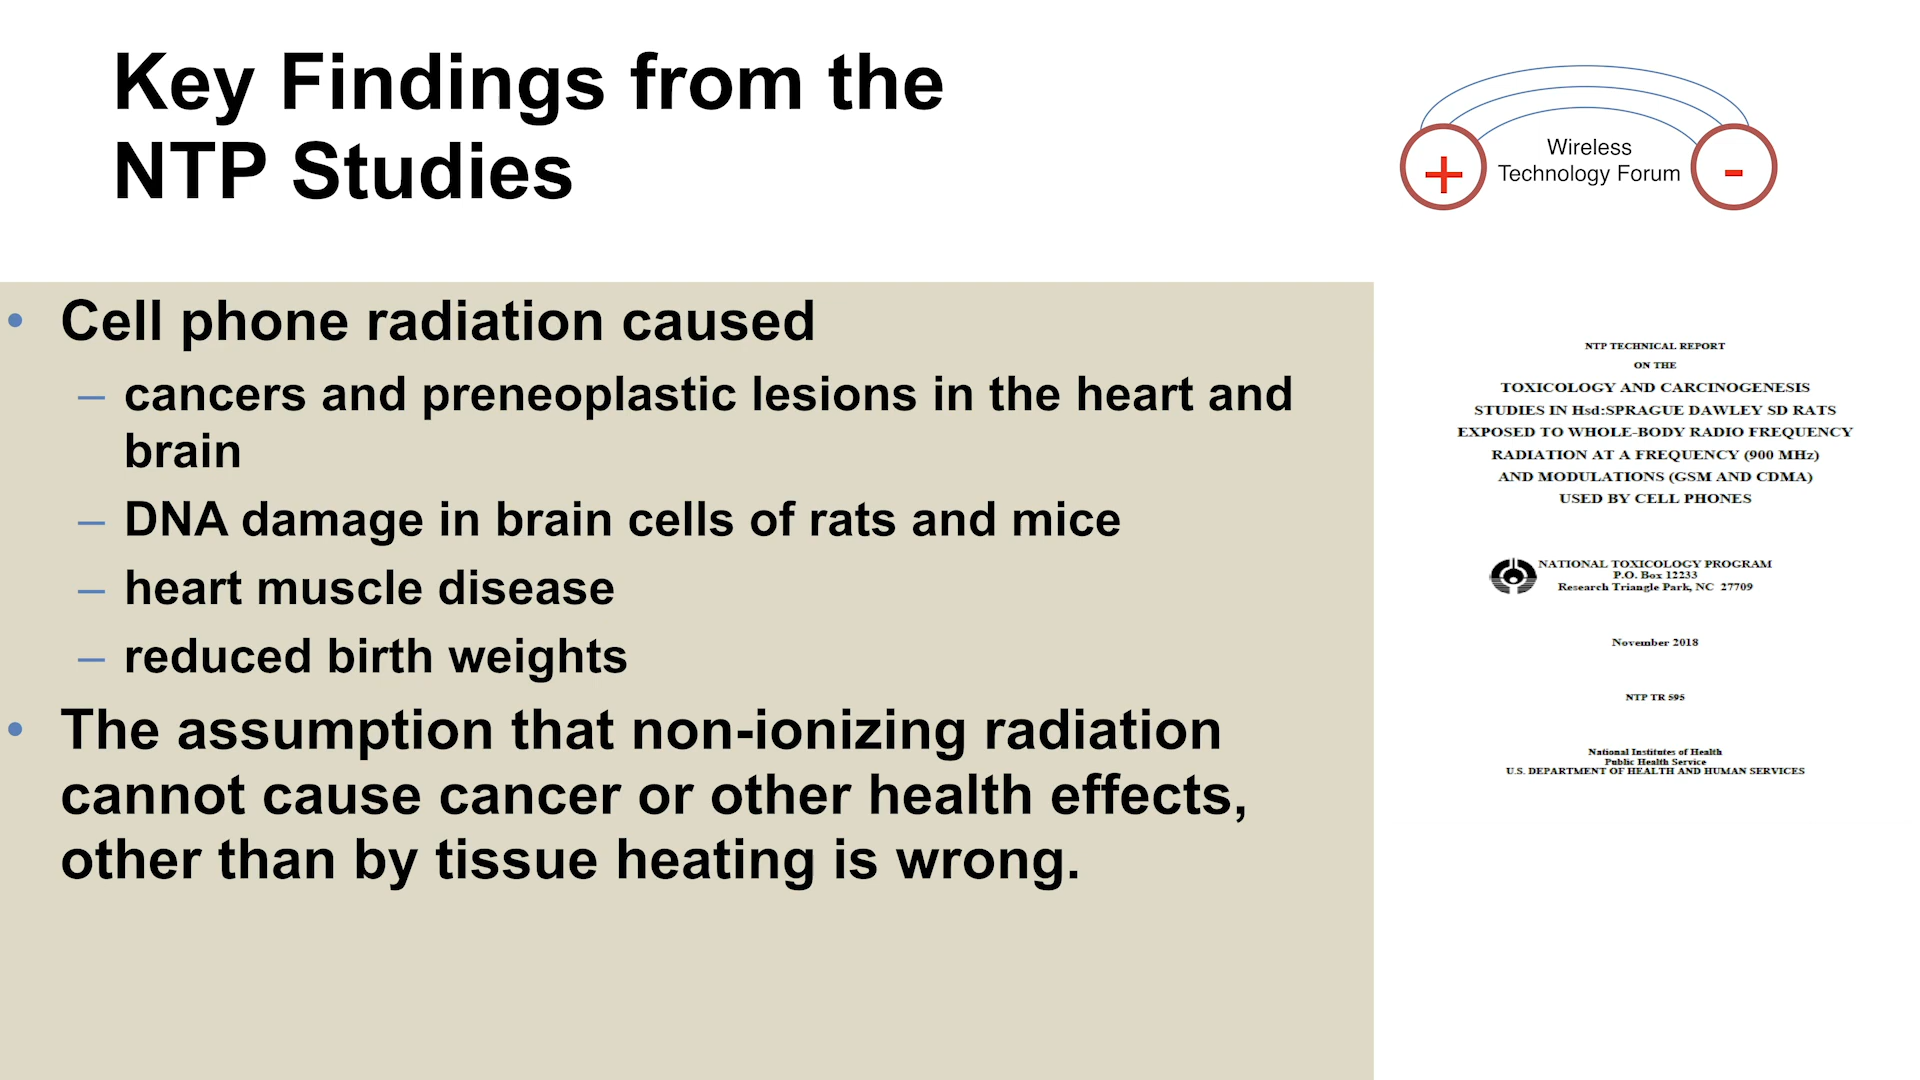 Key Findings from the
NTP Studies
+
Wireless
Technology Forum
-
• Cell phone radiation caused
– cancers and preneoplastic lesions in the heart and
brain
– DNA damage in brain cells of rats and mice
– heart muscle disease
– reduced birth weights
• The assumption that non-ionizing radiation
cannot cause cancer or other health effects,
other than by tissue heating is wrong.
NTP TECHNICAL REPORT
ON THE
TOXICOLOGY AND CARCINOGENESIS
STUDIES IN Hsd:SPRAGUE DAWLEY SD RATS
EXPOSED TO WHOLE-BODY RADIO FREQUENCY
RADIATION AT A FREQUENCY (900 MHz)
AND MODULATIONS (GSM AND CDMA)
USED BY CELL PHONES
NATIONAL TOXICOLOGY PROGRAM
P.O. Box 12233
Research Triangle Park, NC 27709
November 2018
NTP TR 595
National Institutes of Health
Public Health Service
U.S. DEPARTMENT OF HEALTH AND HUMAN SERVICES